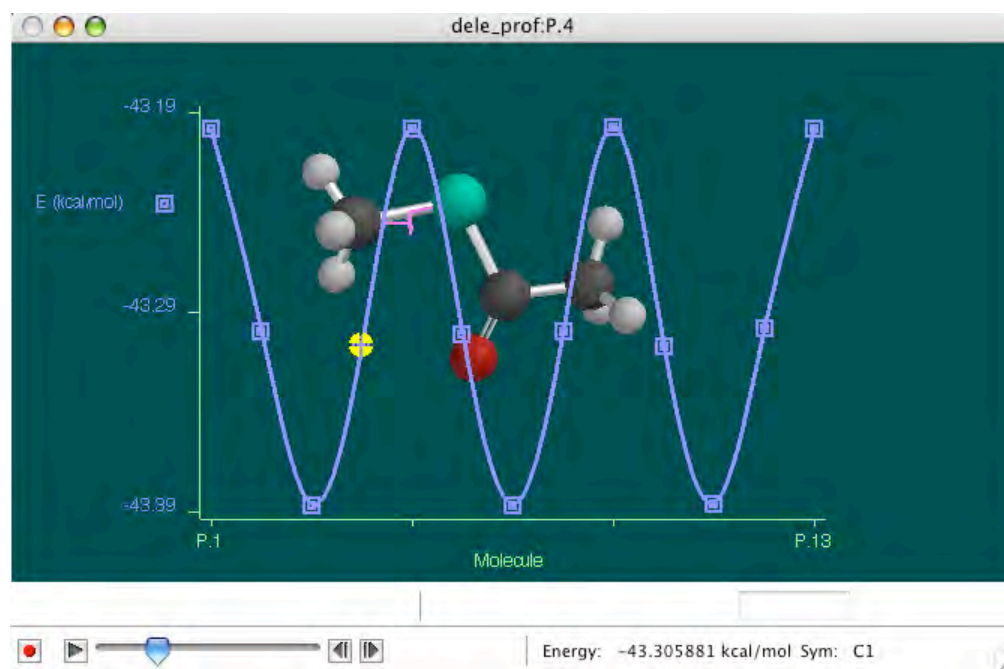 dele_prof:P.4
-43.19
E (kcal/mol)
-43.29
-43.39
P.1
P.13
Molecule
Energy: -43.305881 kcal/mol Sym: C1